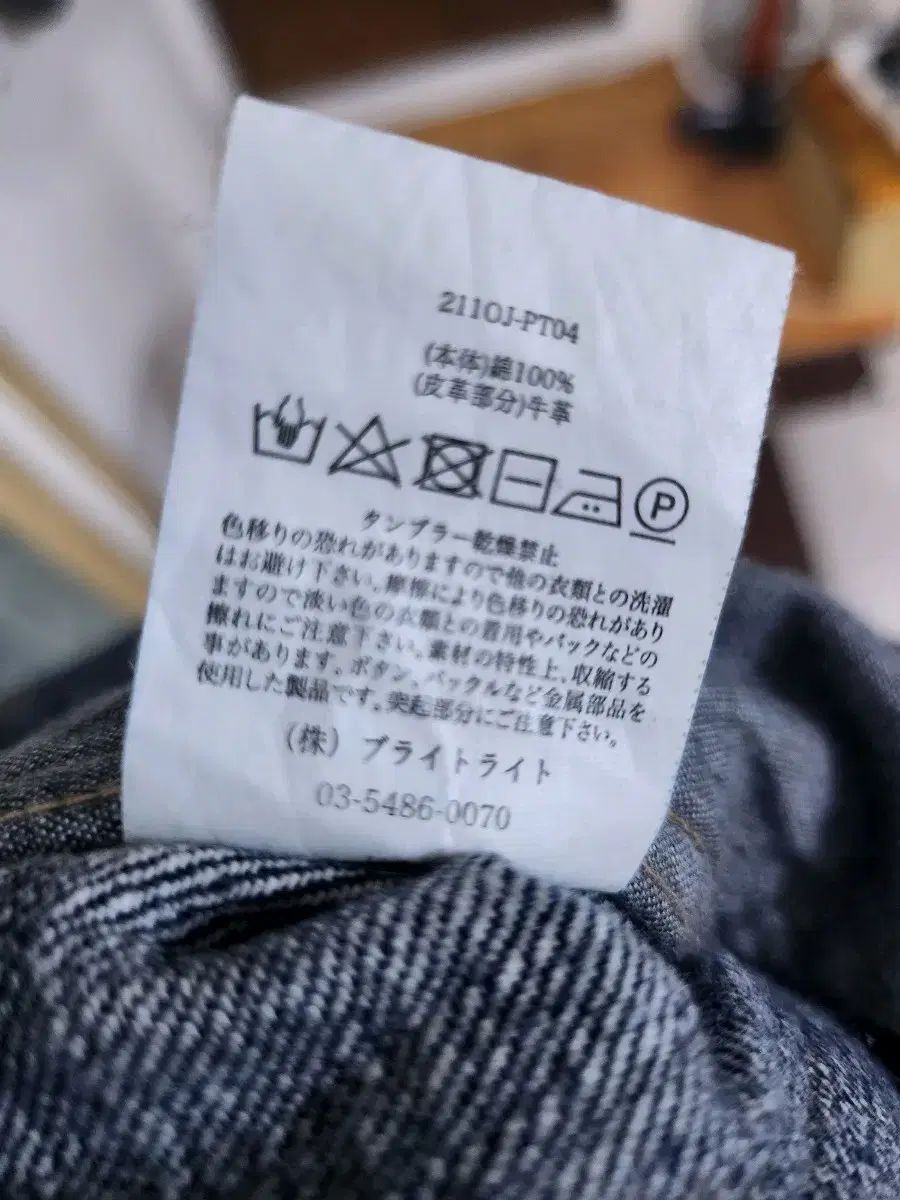 211OJ-PT04
(本体)綿100%
(皮革部分)牛革
P
タンブラー乾燥禁止
色移りの恐れがありますので他の衣類との洗濯
はお避け下さい。摩擦により色移りの恐れがあり
ますので淡い色の衣類との着用やバックなどの
擦れにご注意下さい。素材の特性上、収縮する
事があります。ボタン、バックルなど金属部品を
使用した製品です。突起部分にご注意下さい。
(株) ブライトライト
03-5486-0070